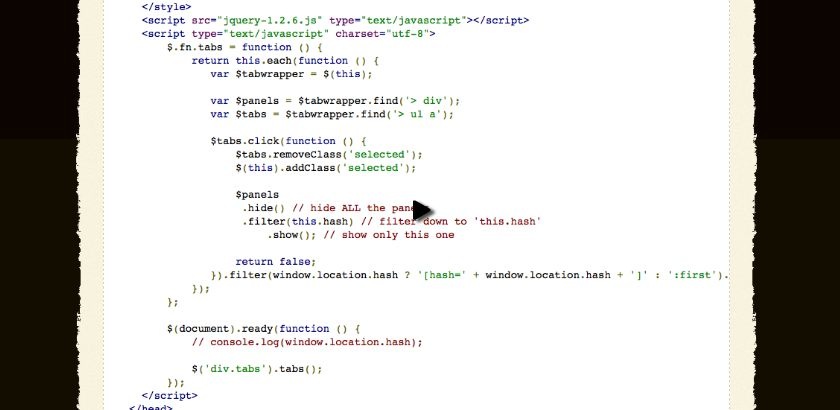 </style>
<script src="jquery-1.2.6.js" type="text/javascript"></script>
<script type="text/javascript" charset="utf-8">
$.fn.tabs = function () {
return this.each(function () {
var $tabwrapper = $(this);
var $panels = $tabwrapper.find('> div');
var $tabs = $tabwrapper.find('> ul a');
$tabs.click(function () {
$tabs.removeClass('selected');
$(this).addClass('selected');
$panels
.hide() // hide ALL the
.filter(this.hash) // filter down to 'this.hash'
.show(); // show only this one
return false;
}).filter(window.location.hash ? '[hash=' + window.location.hash + ']' : ':first').
});
};
$(document).ready(function () {
// console.log(window.location.hash);
$('div.tabs').tabs();
});
</script>
</head>